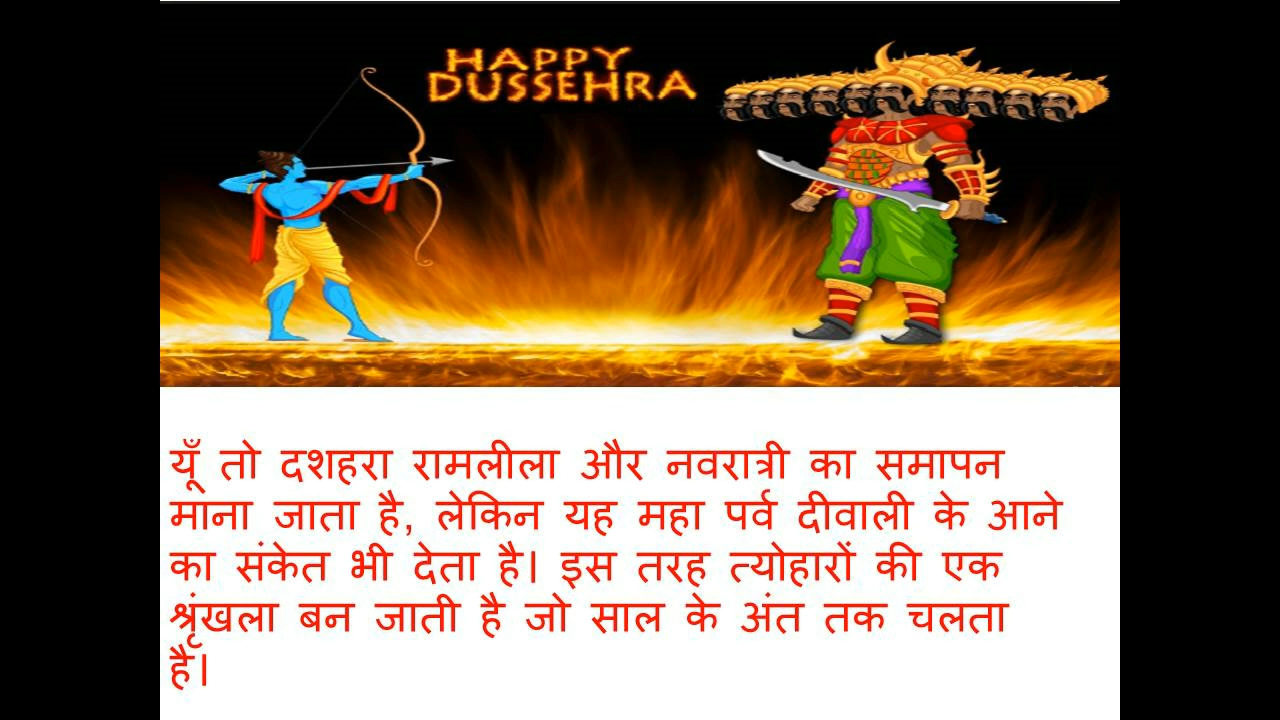 HAPPY
DUSSEHRA
यूँ तो दशहरा रामलीला और नवरात्री का समापन
माना जाता है, लेकिन यह महा पर्व दीवाली के आने
का संकेत भी देता है। इस तरह त्योहारों की एक
श्रृंखला बन जाती है जो साल के अंत तक चलता
है।